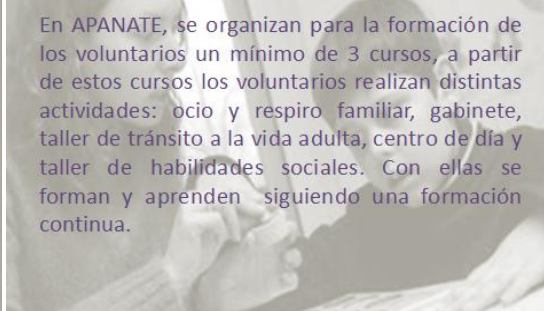 En APANATE, se organizan para la formación de
los voluntarios un mínimo de 3 cursos, a partir
de estos cursos los voluntarios realizan distintas
actividades: ocio y respiro familiar, gabinete,
taller de tránsito a la vida adulta, centro de día y
taller de habilidades sociales. Con ellas se
forman y aprenden siguiendo una formación
continua.